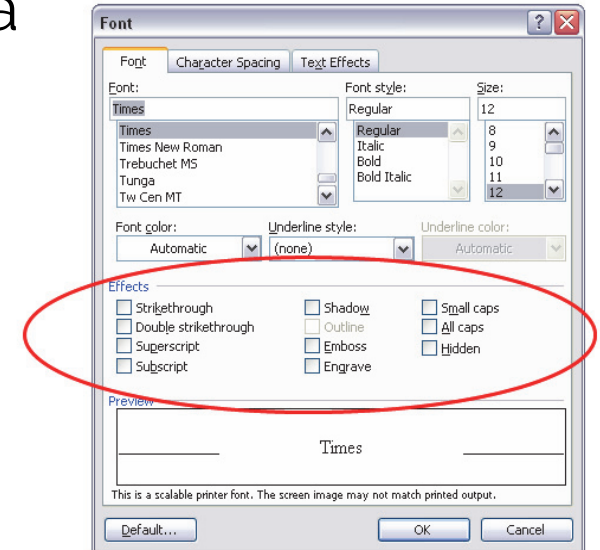 a
Font
?
Font Character Spacing Text Effects
Font: Font style: Size:
Times Regular 12
Times Regular 8
Times New Roman Italic 9
Trebuchet MS Bold 10
Tunga Bold Italic 11
Tw Cen MT 12
Font color: Underline style: Underline color:
Automatic (none) Automatic
Effects
Strikethrough Shadow Small caps
Double strikethrough Outline All caps
Superscript Emboss Hidden
Subscript Engrave
Preview
Times
This is a scalable printer font. The screen image may not match printed output.
Default... OK Cancel